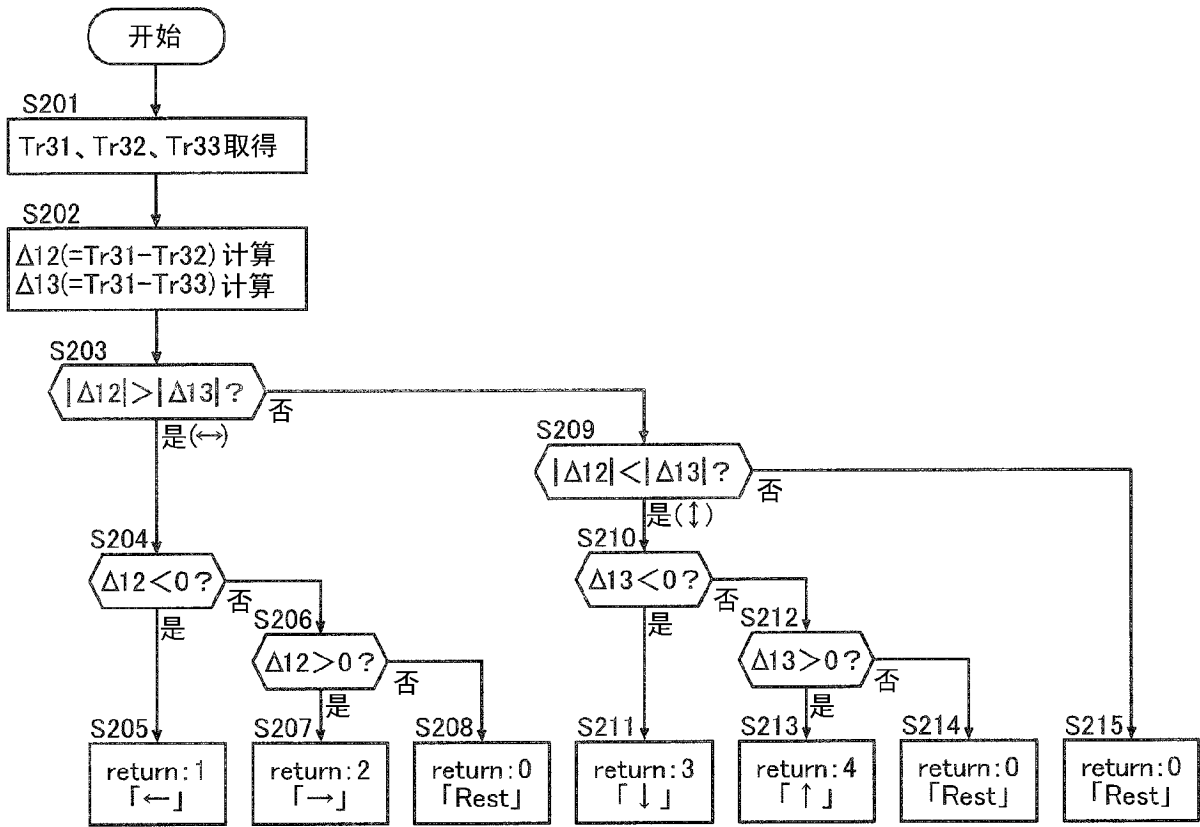 开始
S201
Tr31、Tr32、Tr33取得
S202
Δ12(=Tr31-Tr32)计算
Δ13(=Tr31-Tr33)计算
S203
|Δ12|>|Δ13|?
否
是(↔)
S209
|Δ12|<|Δ13|?
否
是(↕)
S204
Δ12<0?
否
是
S210
Δ13<0?
否
是
S206
Δ12>0?
否
是
S212
Δ13>0?
否
是
S205
return:1
「←」
S207
return:2
「→」
S208
return:0
「Rest」
S211
return:3
「↓」
S213
return:4
「↑」
S214
return:0
「Rest」
S215
return:0
「Rest」